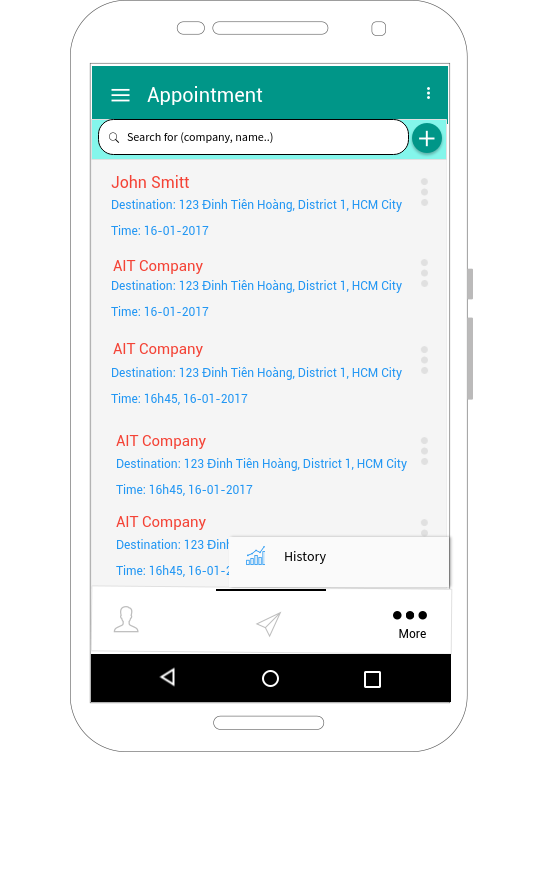 Appointment
Search for (company, name..)
John Smitt
Destination: 123 Đinh Tiên Hoàng, District 1, HCM City
Time: 16-01-2017
AIT Company
Destination: 123 Đinh Tiên Hoàng, District 1, HCM City
Time: 16-01-2017
AIT Company
Destination: 123 Đinh Tiên Hoàng, District 1, HCM City
Time: 16h45, 16-01-2017
AIT Company
Destination: 123 Đinh Tiên Hoàng, District 1, HCM City
Time: 16h45, 16-01-2017
AIT Company
Destination: 123 Đinh
Time: 16h45, 16-01-2
History
More